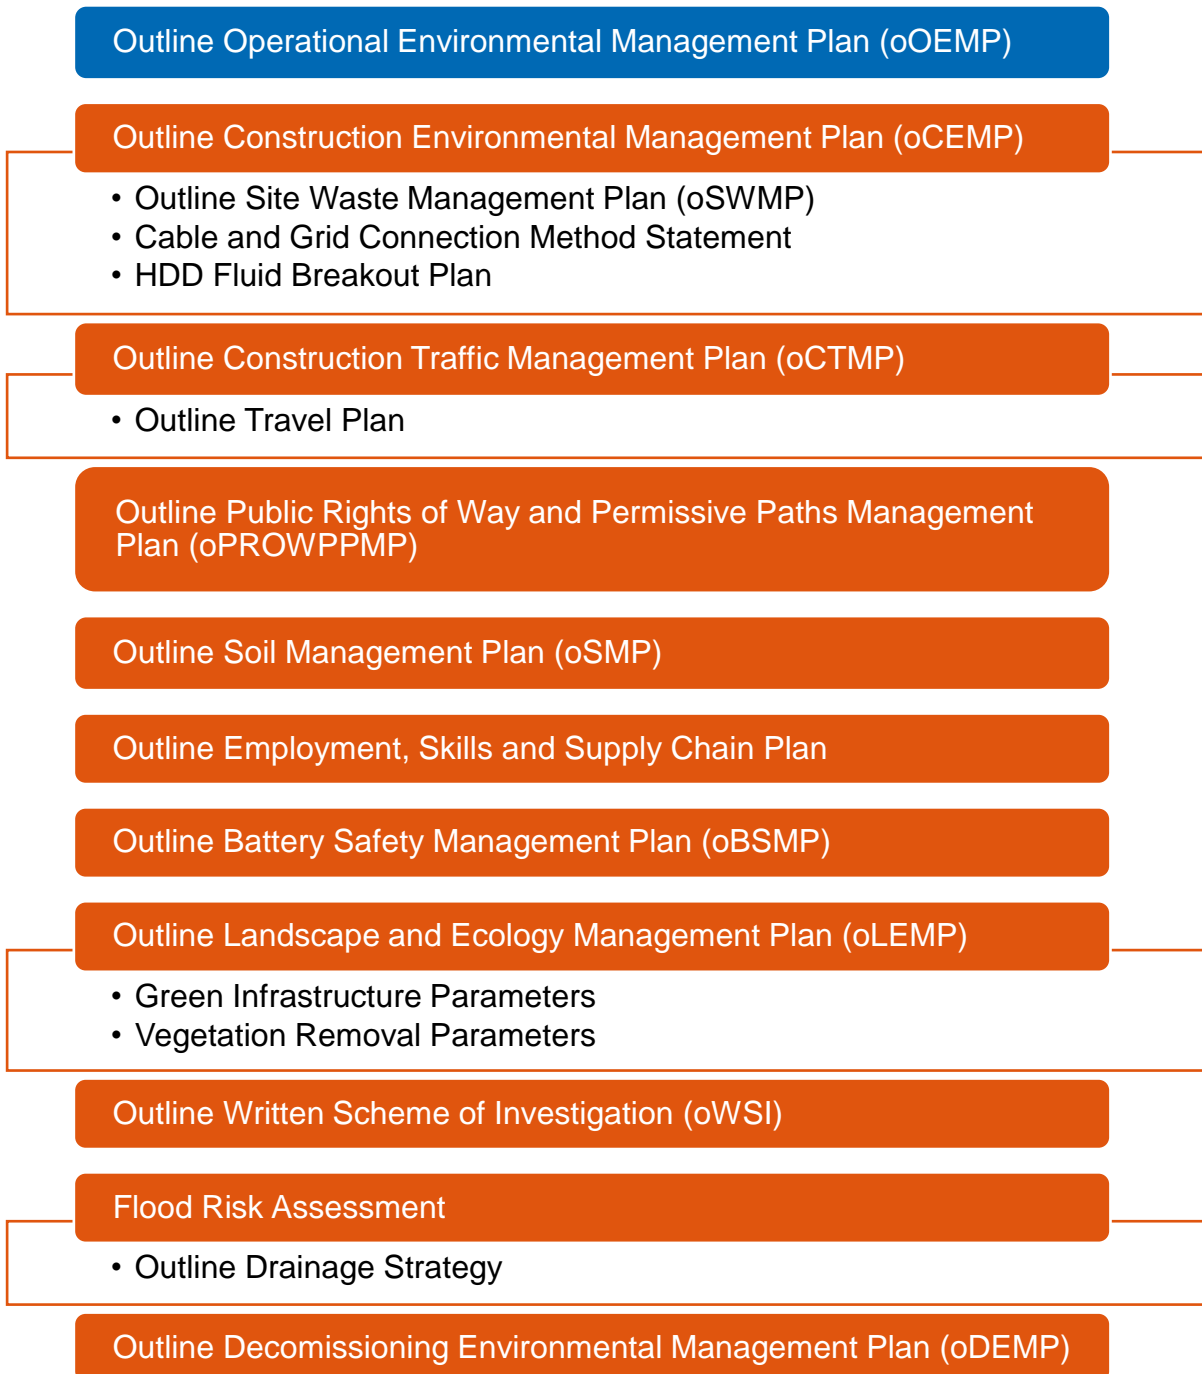 Outline Operational Environmental Management Plan (oOEMP)
Outline Construction Environmental Management Plan (oCEMP)
• Outline Site Waste Management Plan (oSWMP)
• Cable and Grid Connection Method Statement
• HDD Fluid Breakout Plan
Outline Construction Traffic Management Plan (oCTMP)
• Outline Travel Plan
Outline Public Rights of Way and Permissive Paths Management
Plan (oPROWPPMP)
Outline Soil Management Plan (oSMP)
Outline Employment, Skills and Supply Chain Plan
Outline Battery Safety Management Plan (oBSMP)
Outline Landscape and Ecology Management Plan (oLEMP)
• Green Infrastructure Parameters
• Vegetation Removal Parameters
Outline Written Scheme of Investigation (oWSI)
Flood Risk Assessment
• Outline Drainage Strategy
Outline Decomissioning Environmental Management Plan (oDEMP)